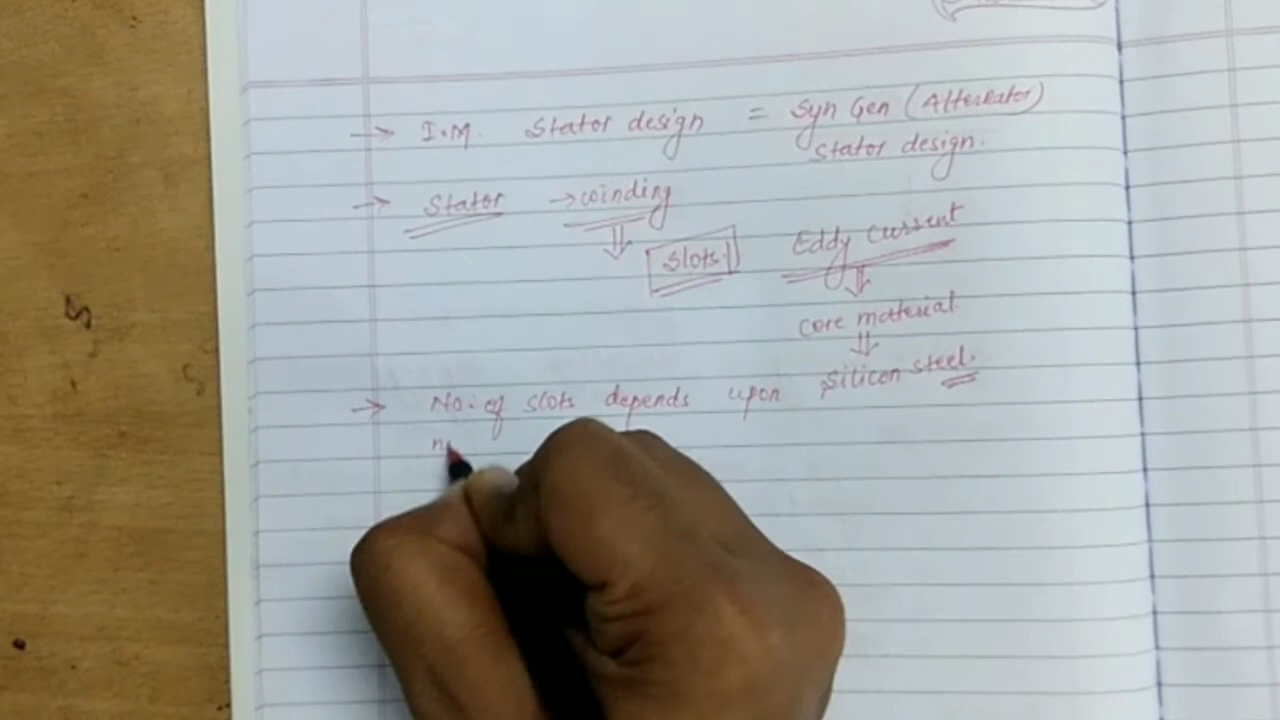 → I.M. Stator design = Syn Gen (Alternator)
stator design.
→ Stator → winding
⇓ Slots. Eddy current
⇓
core material
⇓
Silicon steel.
→ No. of slots depends upon